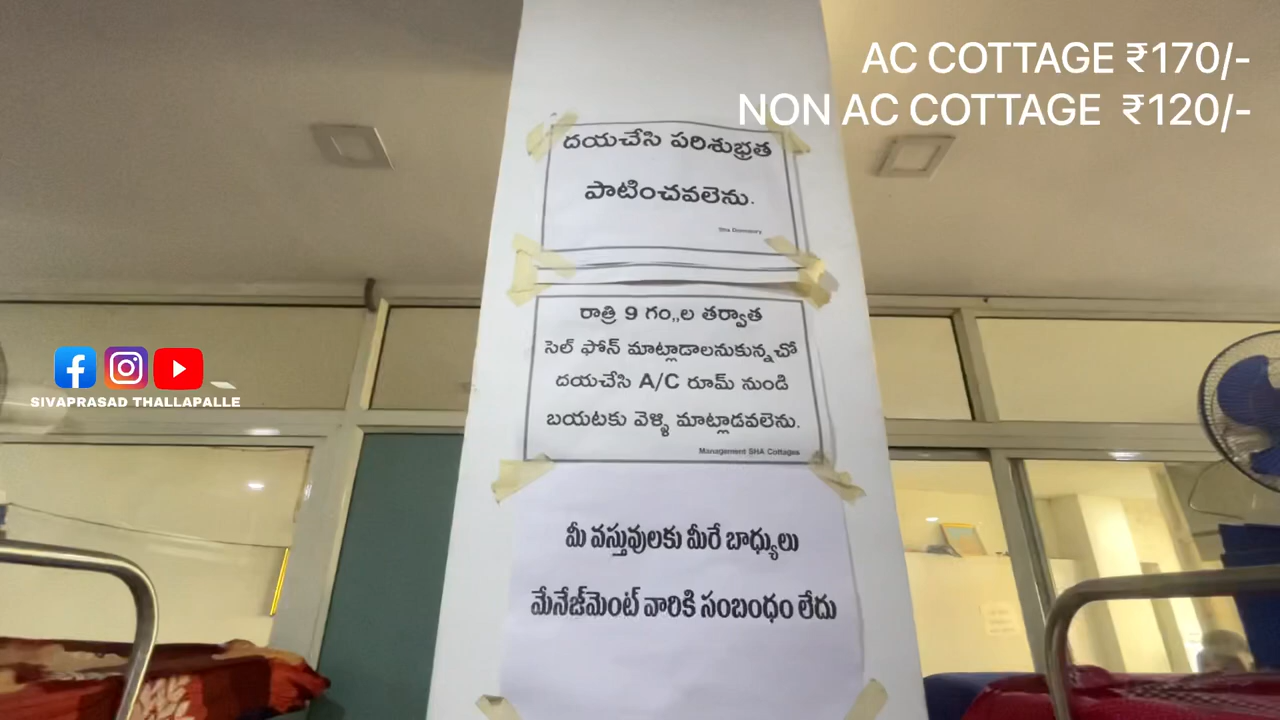 AC COTTAGE ₹170/-
NON AC COTTAGE ₹120/-
దయచేసి పరిశుభ్రత
పాటించవలెను.
Sha Dormitory
రాత్రి 9 గం,,ల తర్వాత
సెల్ ఫోన్ మాట్లాడాలనుకున్నచో
దయచేసి A/C రూమ్ నుండి
బయటకు వెళ్ళి మాట్లాడవలెను.
Management SHA Cottages
మీ వస్తువులకు మీరే బాధ్యులు
మేనేజ్‌మెంట్ వారికి సంబంధం లేదు
SIVAPRASAD THALLAPALLE